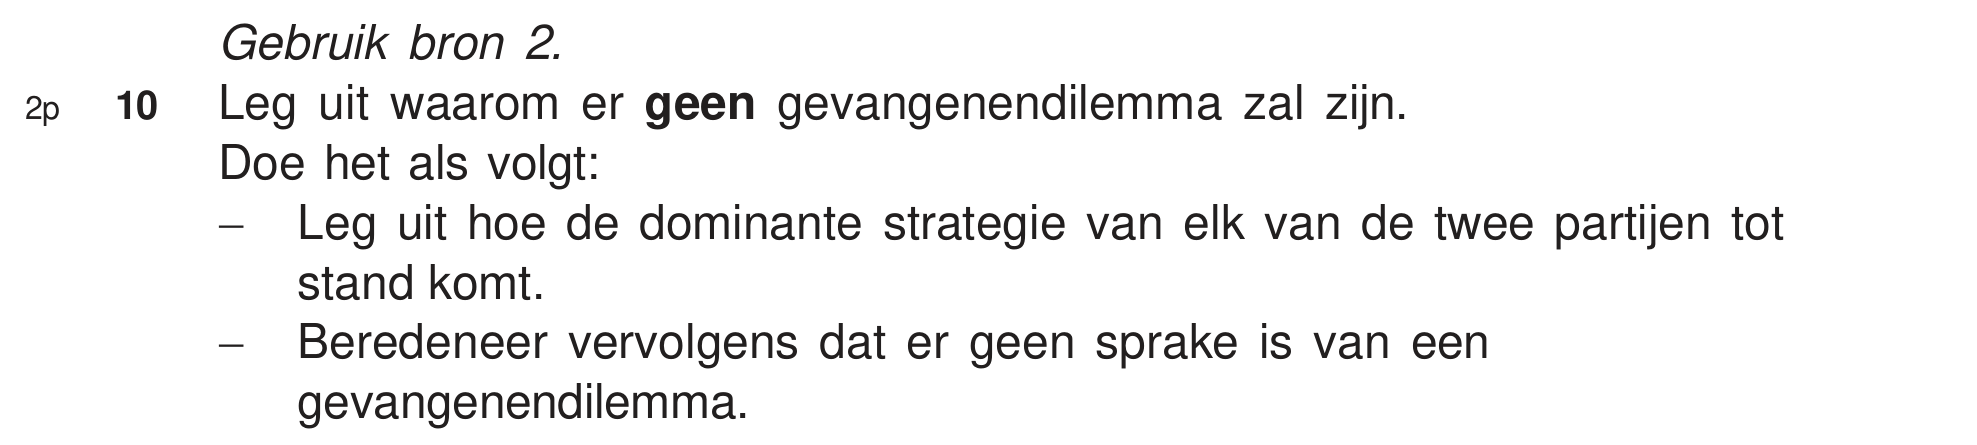 Gebruik bron 2.
2p 10 Leg uit waarom er geen gevangenendilemma zal zijn.
Doe het als volgt:
– Leg uit hoe de dominante strategie van elk van de twee partijen tot
stand komt.
– Beredeneer vervolgens dat er geen sprake is van een
gevangenendilemma.